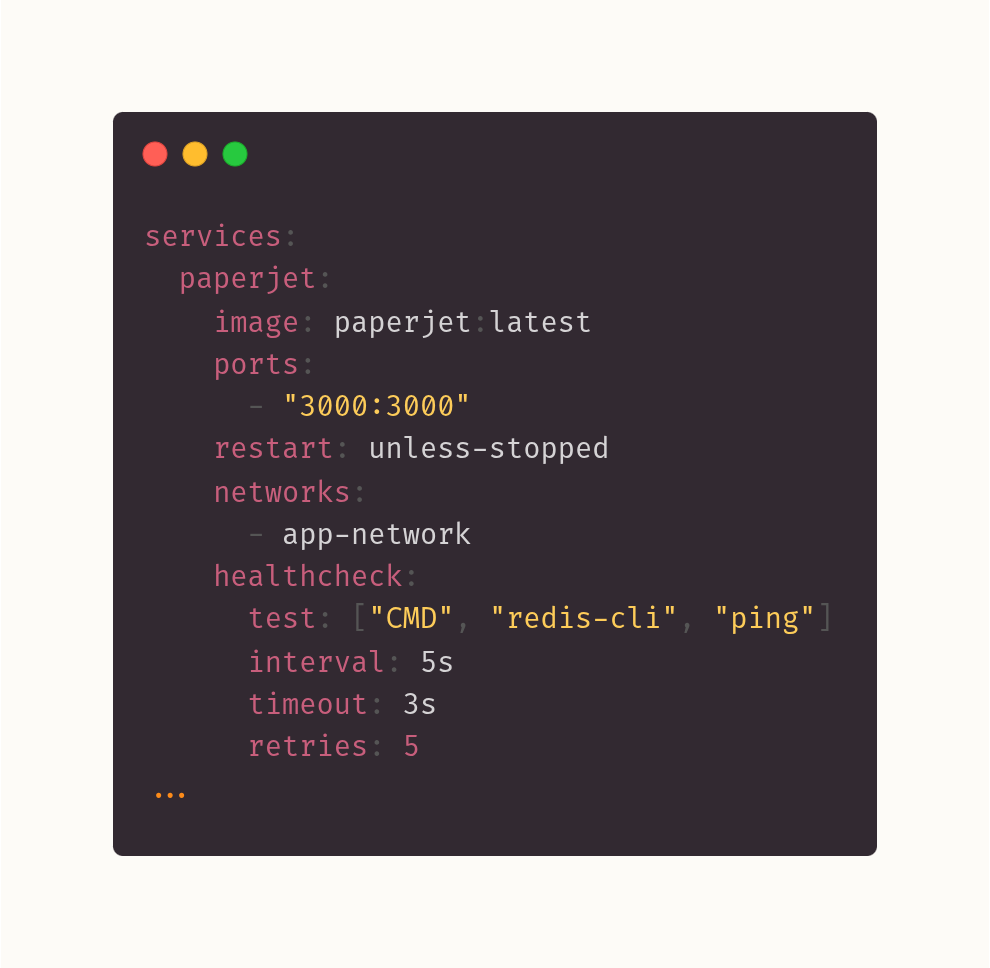 services:
  paperjet:
    image: paperjet:latest
    ports:
      - "3000:3000"
    restart: unless-stopped
    networks:
      - app-network
    healthcheck:
      test: ["CMD", "redis-cli", "ping"]
      interval: 5s
      timeout: 3s
      retries: 5
...